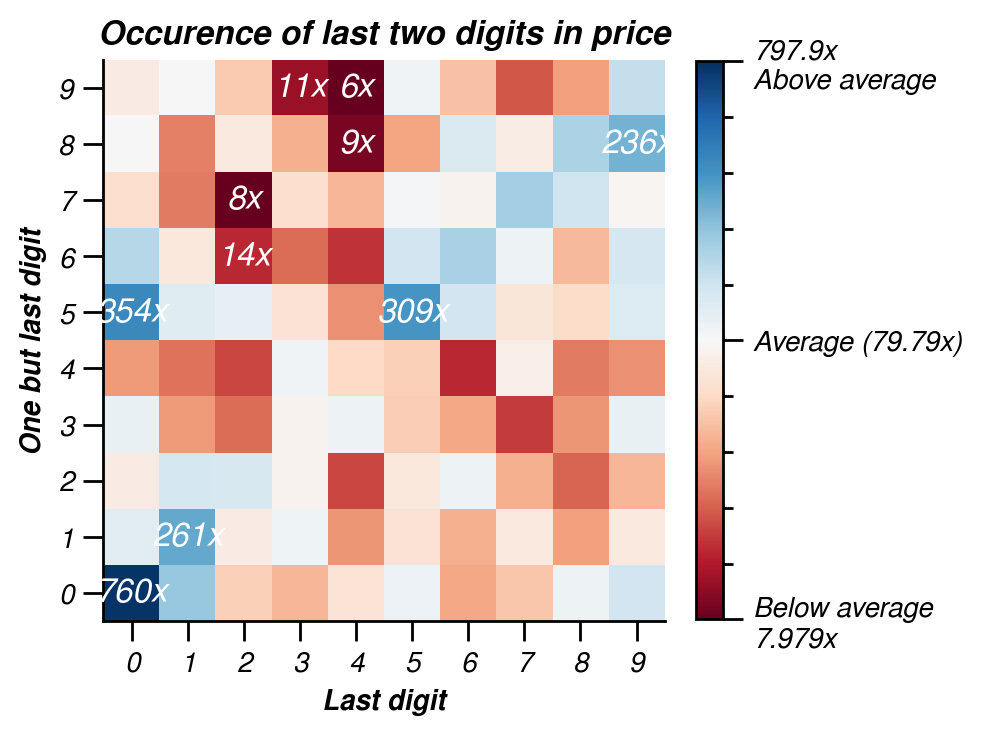 Occurence of last two digits in price
797.9x
Above average
9
11x 6x
8
9x 236x
7
8x
6
14x
5
354x 309x
Average (79.79x)
4
3
2
1
261x
0
760x
Below average
7.979x
0 1 2 3 4 5 6 7 8 9
Last digit
One but last digit